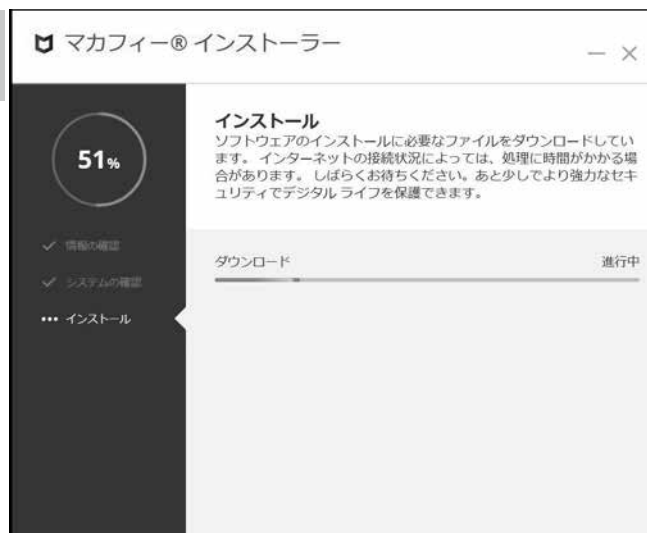 マカフィー® インストーラー
51%
✓ 情報の確認
✓ システムの確認
••• インストール
インストール
ソフトウェアのインストールに必要なファイルをダウンロードしてい
ます。 インターネットの接続状況によっては、処理に時間がかかる場
合があります。 しばらくお待ちください。あと少しでより強力なセキ
ュリティでデジタル ライフを保護できます。
ダウンロード 進行中